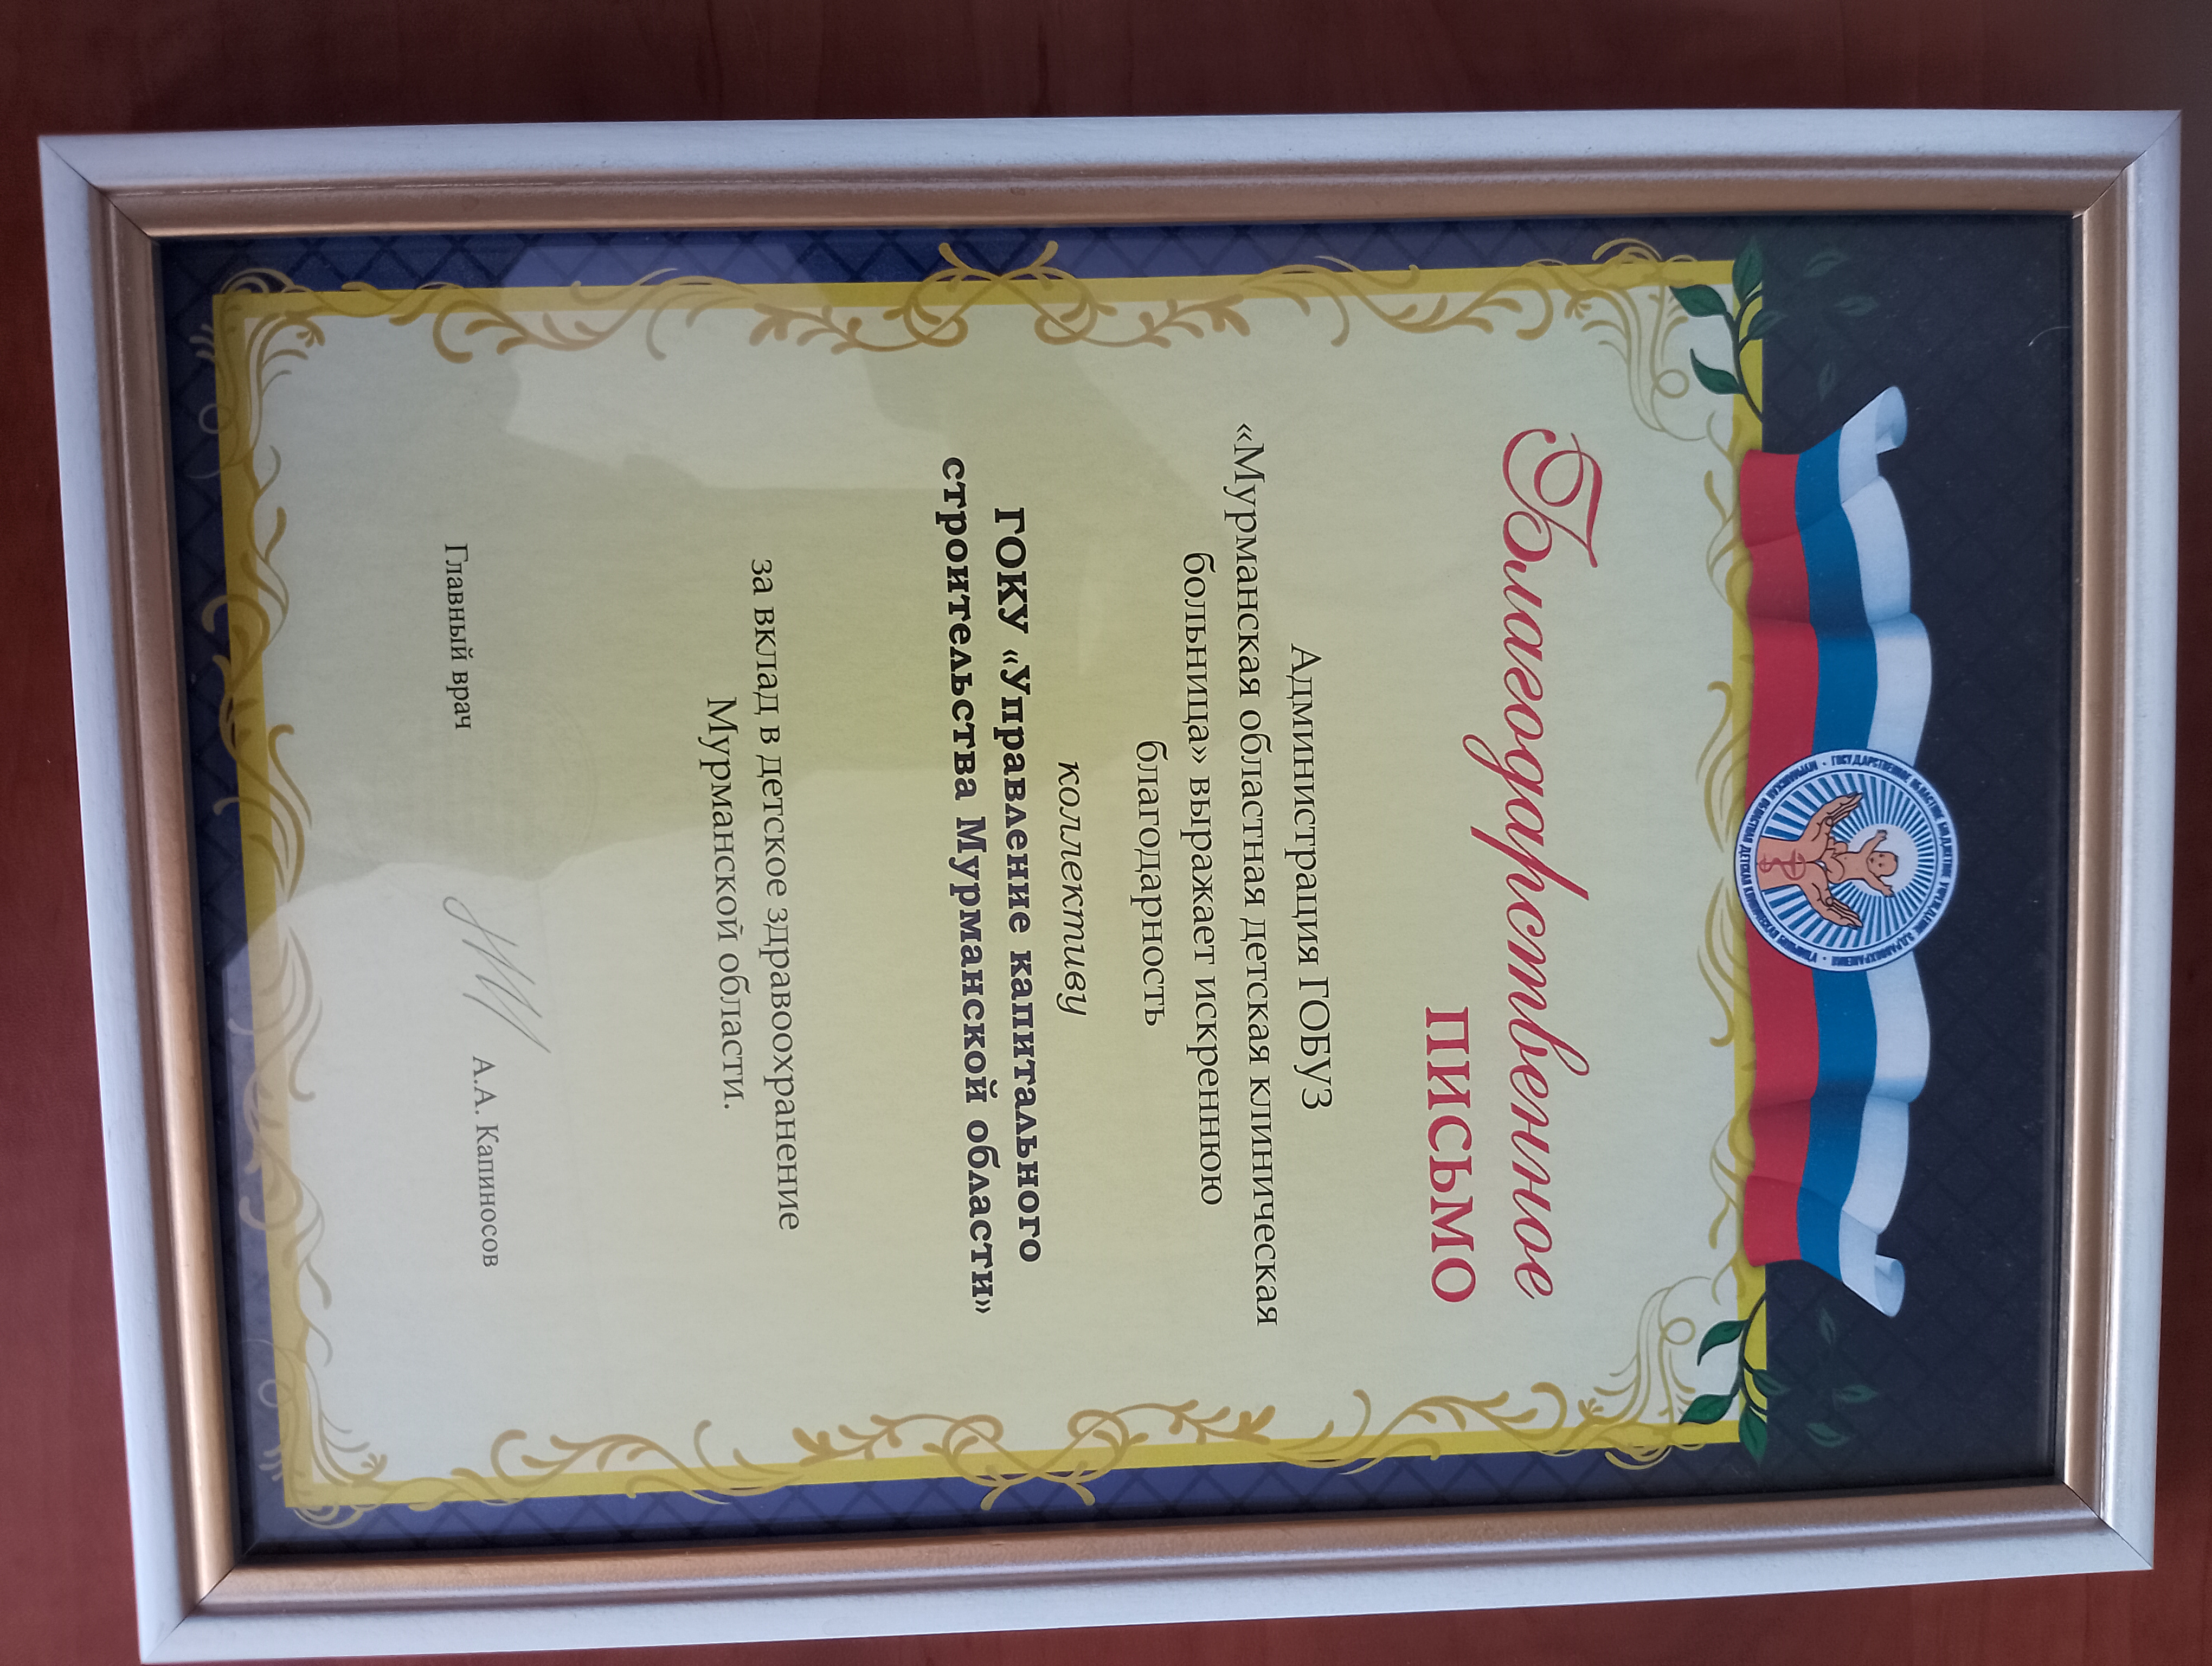 ГОСУДАРСТВЕННОЕ ОБЛАСТНОЕ БЮДЖЕТНОЕ УЧРЕЖДЕНИЕ ЗДРАВООХРАНЕНИЯ
МУРМАНСКАЯ ОБЛАСТНАЯ ДЕТСКАЯ КЛИНИЧЕСКАЯ БОЛЬНИЦА
Благодарственное
ПИСЬМО
Администрация ГОБУЗ
«Мурманская областная детская клиническая
больница» выражает искреннюю
благодарность
коллективу
ГОКУ «Управление капитального
строительства Мурманской области»
за вклад в детское здравоохранение
Мурманской области.
Главный врач
А.А. Капиносов